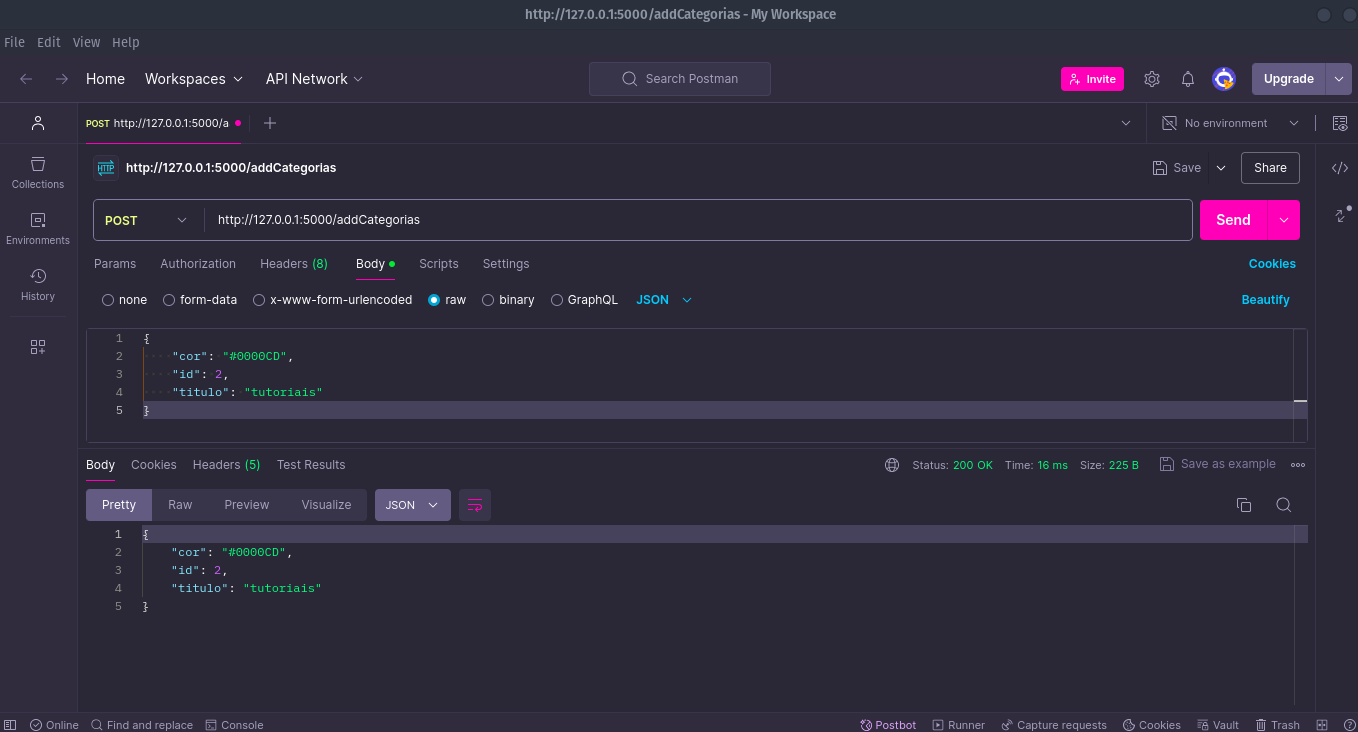 http://127.0.0.1:5000/addCategorias - My Workspace
File Edit View Help
Home Workspaces API Network Search Postman Invite Upgrade
POST http://127.0.0.1:5000/a No environment
HTTP http://127.0.0.1:5000/addCategorias Save Share
Collections
Environments
History
POST http://127.0.0.1:5000/addCategorias Send
Params Authorization Headers (8) Body Scripts Settings Cookies
none form-data x-www-form-urlencoded raw binary GraphQL JSON Beautify
1 {
2 "cor": "#0000CD",
3 "id": 2,
4 "titulo": "tutoriais"
5 }
Body Cookies Headers (5) Test Results Status: 200 OK Time: 16 ms Size: 225 B Save as example
Pretty Raw Preview Visualize JSON
1 {
2 "cor": "#0000CD",
3 "id": 2,
4 "titulo": "tutoriais"
5 }
Online Find and replace Console Postbot Runner Capture requests Cookies Vault Trash